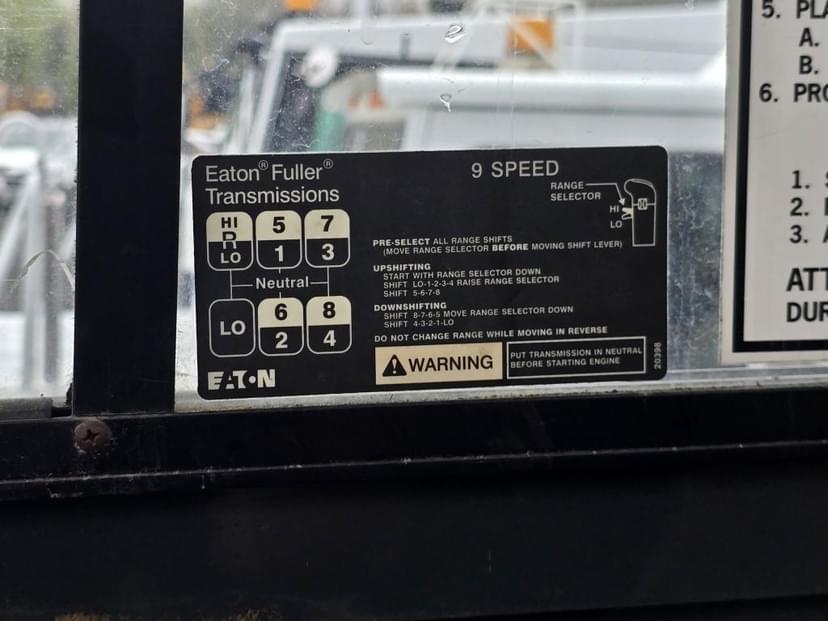 Eaton® Fuller®
Transmissions
9 SPEED
RANGE
SELECTOR
HI
LO
HI
R
LO
5
1
7
3
Neutral
LO
6
2
8
4
PRE-SELECT ALL RANGE SHIFTS
(MOVE RANGE SELECTOR BEFORE MOVING SHIFT LEVER)
UPSHIFTING
START WITH RANGE SELECTOR DOWN
SHIFT LO-1-2-3-4 RAISE RANGE SELECTOR
SHIFT 5-6-7-8
DOWNSHIFTING
SHIFT 8-7-6-5 MOVE RANGE SELECTOR DOWN
SHIFT 4-3-2-1-LO
DO NOT CHANGE RANGE WHILE MOVING IN REVERSE
WARNING
PUT TRANSMISSION IN NEUTRAL
BEFORE STARTING ENGINE
20398
EATON
5. PLA
A.
B.
6. PRO
1.
2.
3.
ATT
DUR